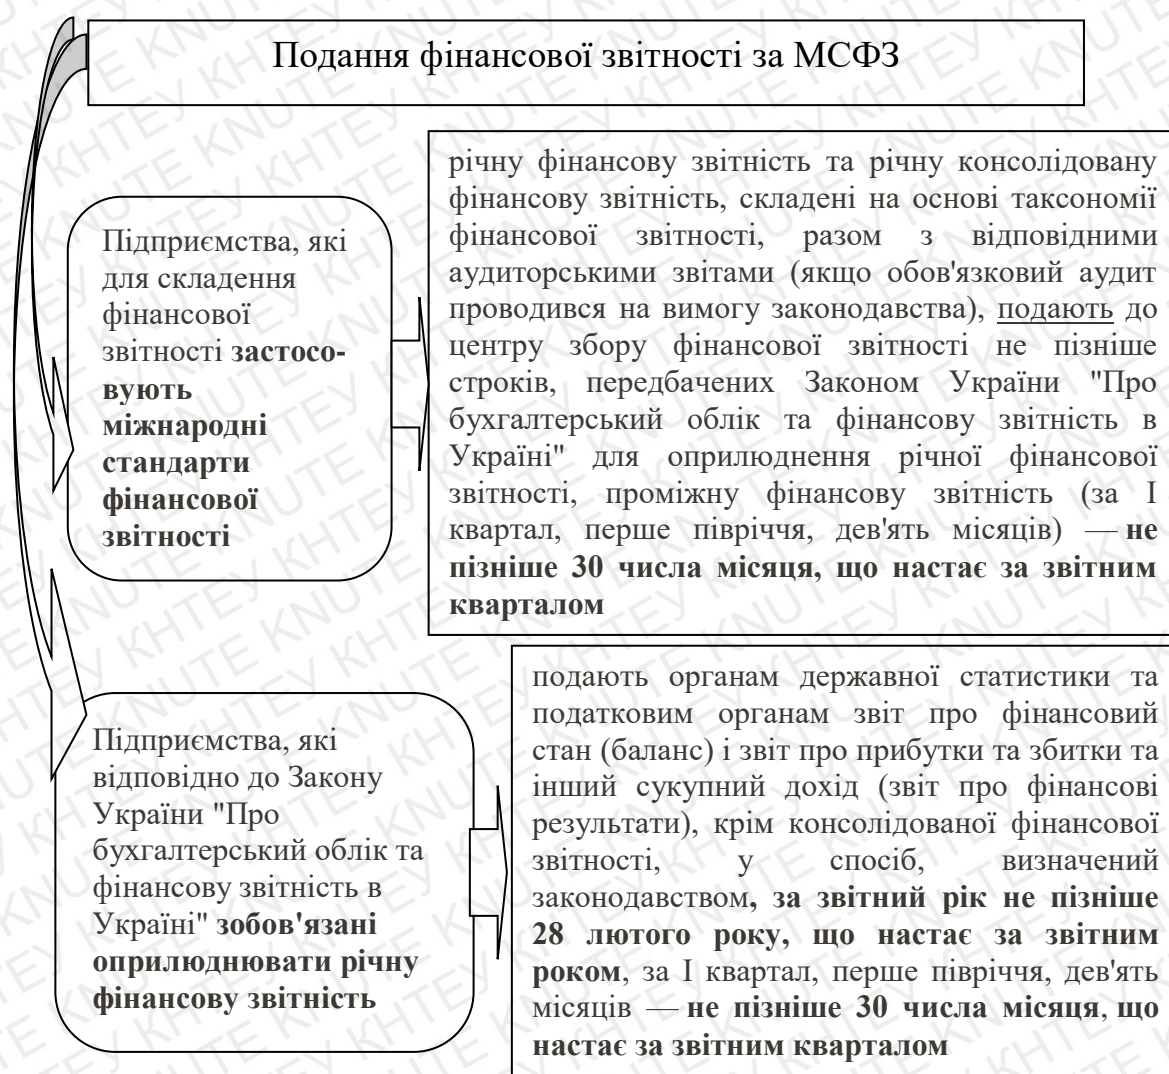 Подання фінансової звітності за МСФЗ
Підприємства, які
для складення
фінансової
звітності застосо-
вують
міжнародні
стандарти
фінансової
звітності
річну фінансову звітність та річну консолідовану
фінансову звітність, складені на основі таксономії
фінансової звітності, разом з відповідними
аудиторськими звітами (якщо обов'язковий аудит
проводився на вимогу законодавства), подають до
центру збору фінансової звітності не пізніше
строків, передбачених Законом України "Про
бухгалтерський облік та фінансову звітність в
Україні" для оприлюднення річної фінансової
звітності, проміжну фінансову звітність (за І
квартал, перше півріччя, дев'ять місяців) — не
пізніше 30 числа місяця, що настає за звітним
кварталом
Підприємства, які
відповідно до Закону
України "Про
бухгалтерський облік та
фінансову звітність в
Україні" зобов'язані
оприлюднювати річну
фінансову звітність
подають органам державної статистики та
податковим органам звіт про фінансовий
стан (баланс) і звіт про прибутки та збитки та
інший сукупний дохід (звіт про фінансові
результати), крім консолідованої фінансової
звітності, у спосіб, визначений
законодавством, за звітний рік не пізніше
28 лютого року, що настає за звітним
роком, за І квартал, перше півріччя, дев'ять
місяців — не пізніше 30 числа місяця, що
настає за звітним кварталом